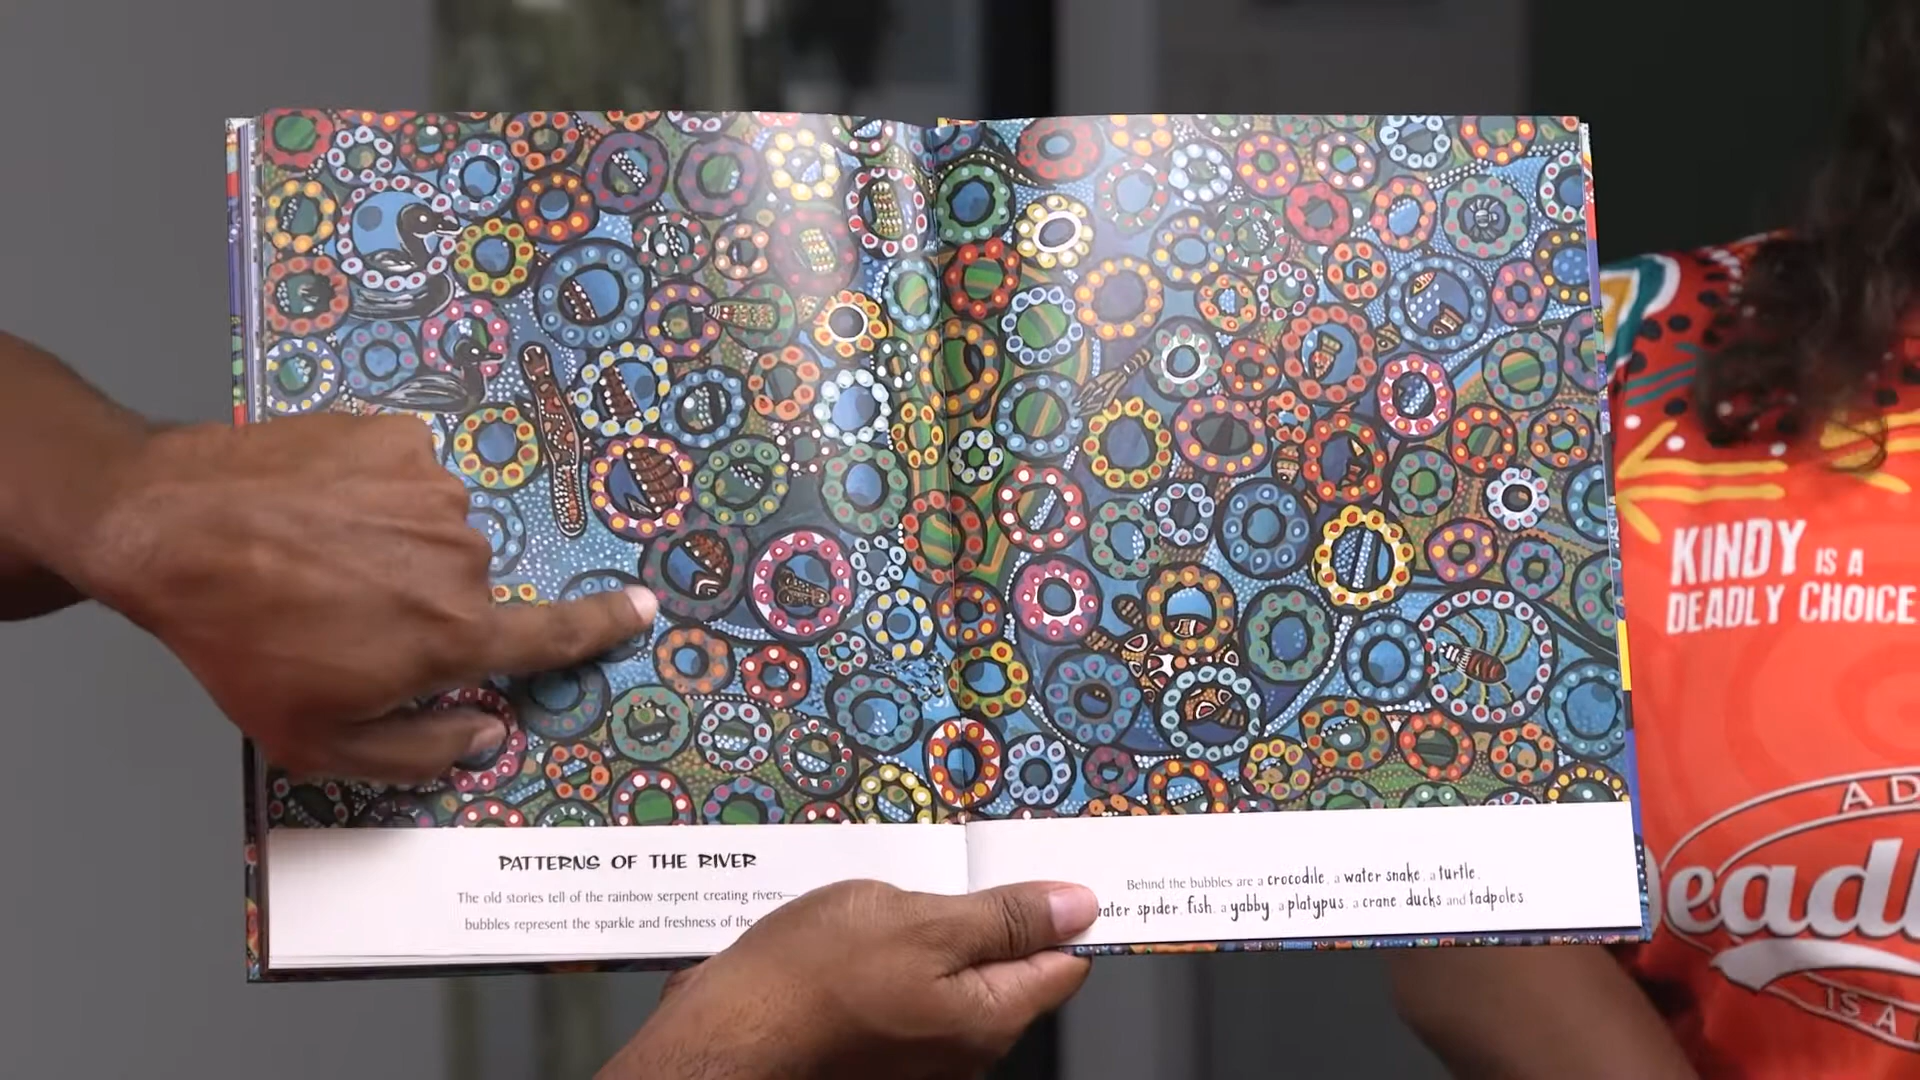 PATTERNS OF THE RIVER
The old stories tell of the rainbow serpent creating rivers—
bubbles represent the sparkle and freshness of the
Behind the bubbles are a crocodile, a water snake, a turtle,
water spider, fish, a yabby, a platypus, a crane, ducks and tadpoles
KINDY IS A
DEADLY CHOICE
A D
Deadl
IS A